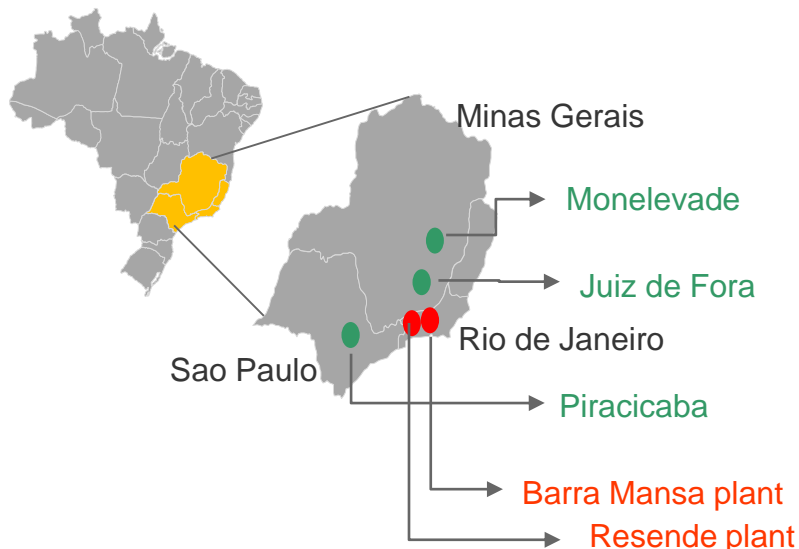 Minas Gerais
Monelevade
Juiz de Fora
Rio de Janeiro
Sao Paulo
Piracicaba
Barra Mansa plant
Resende plant